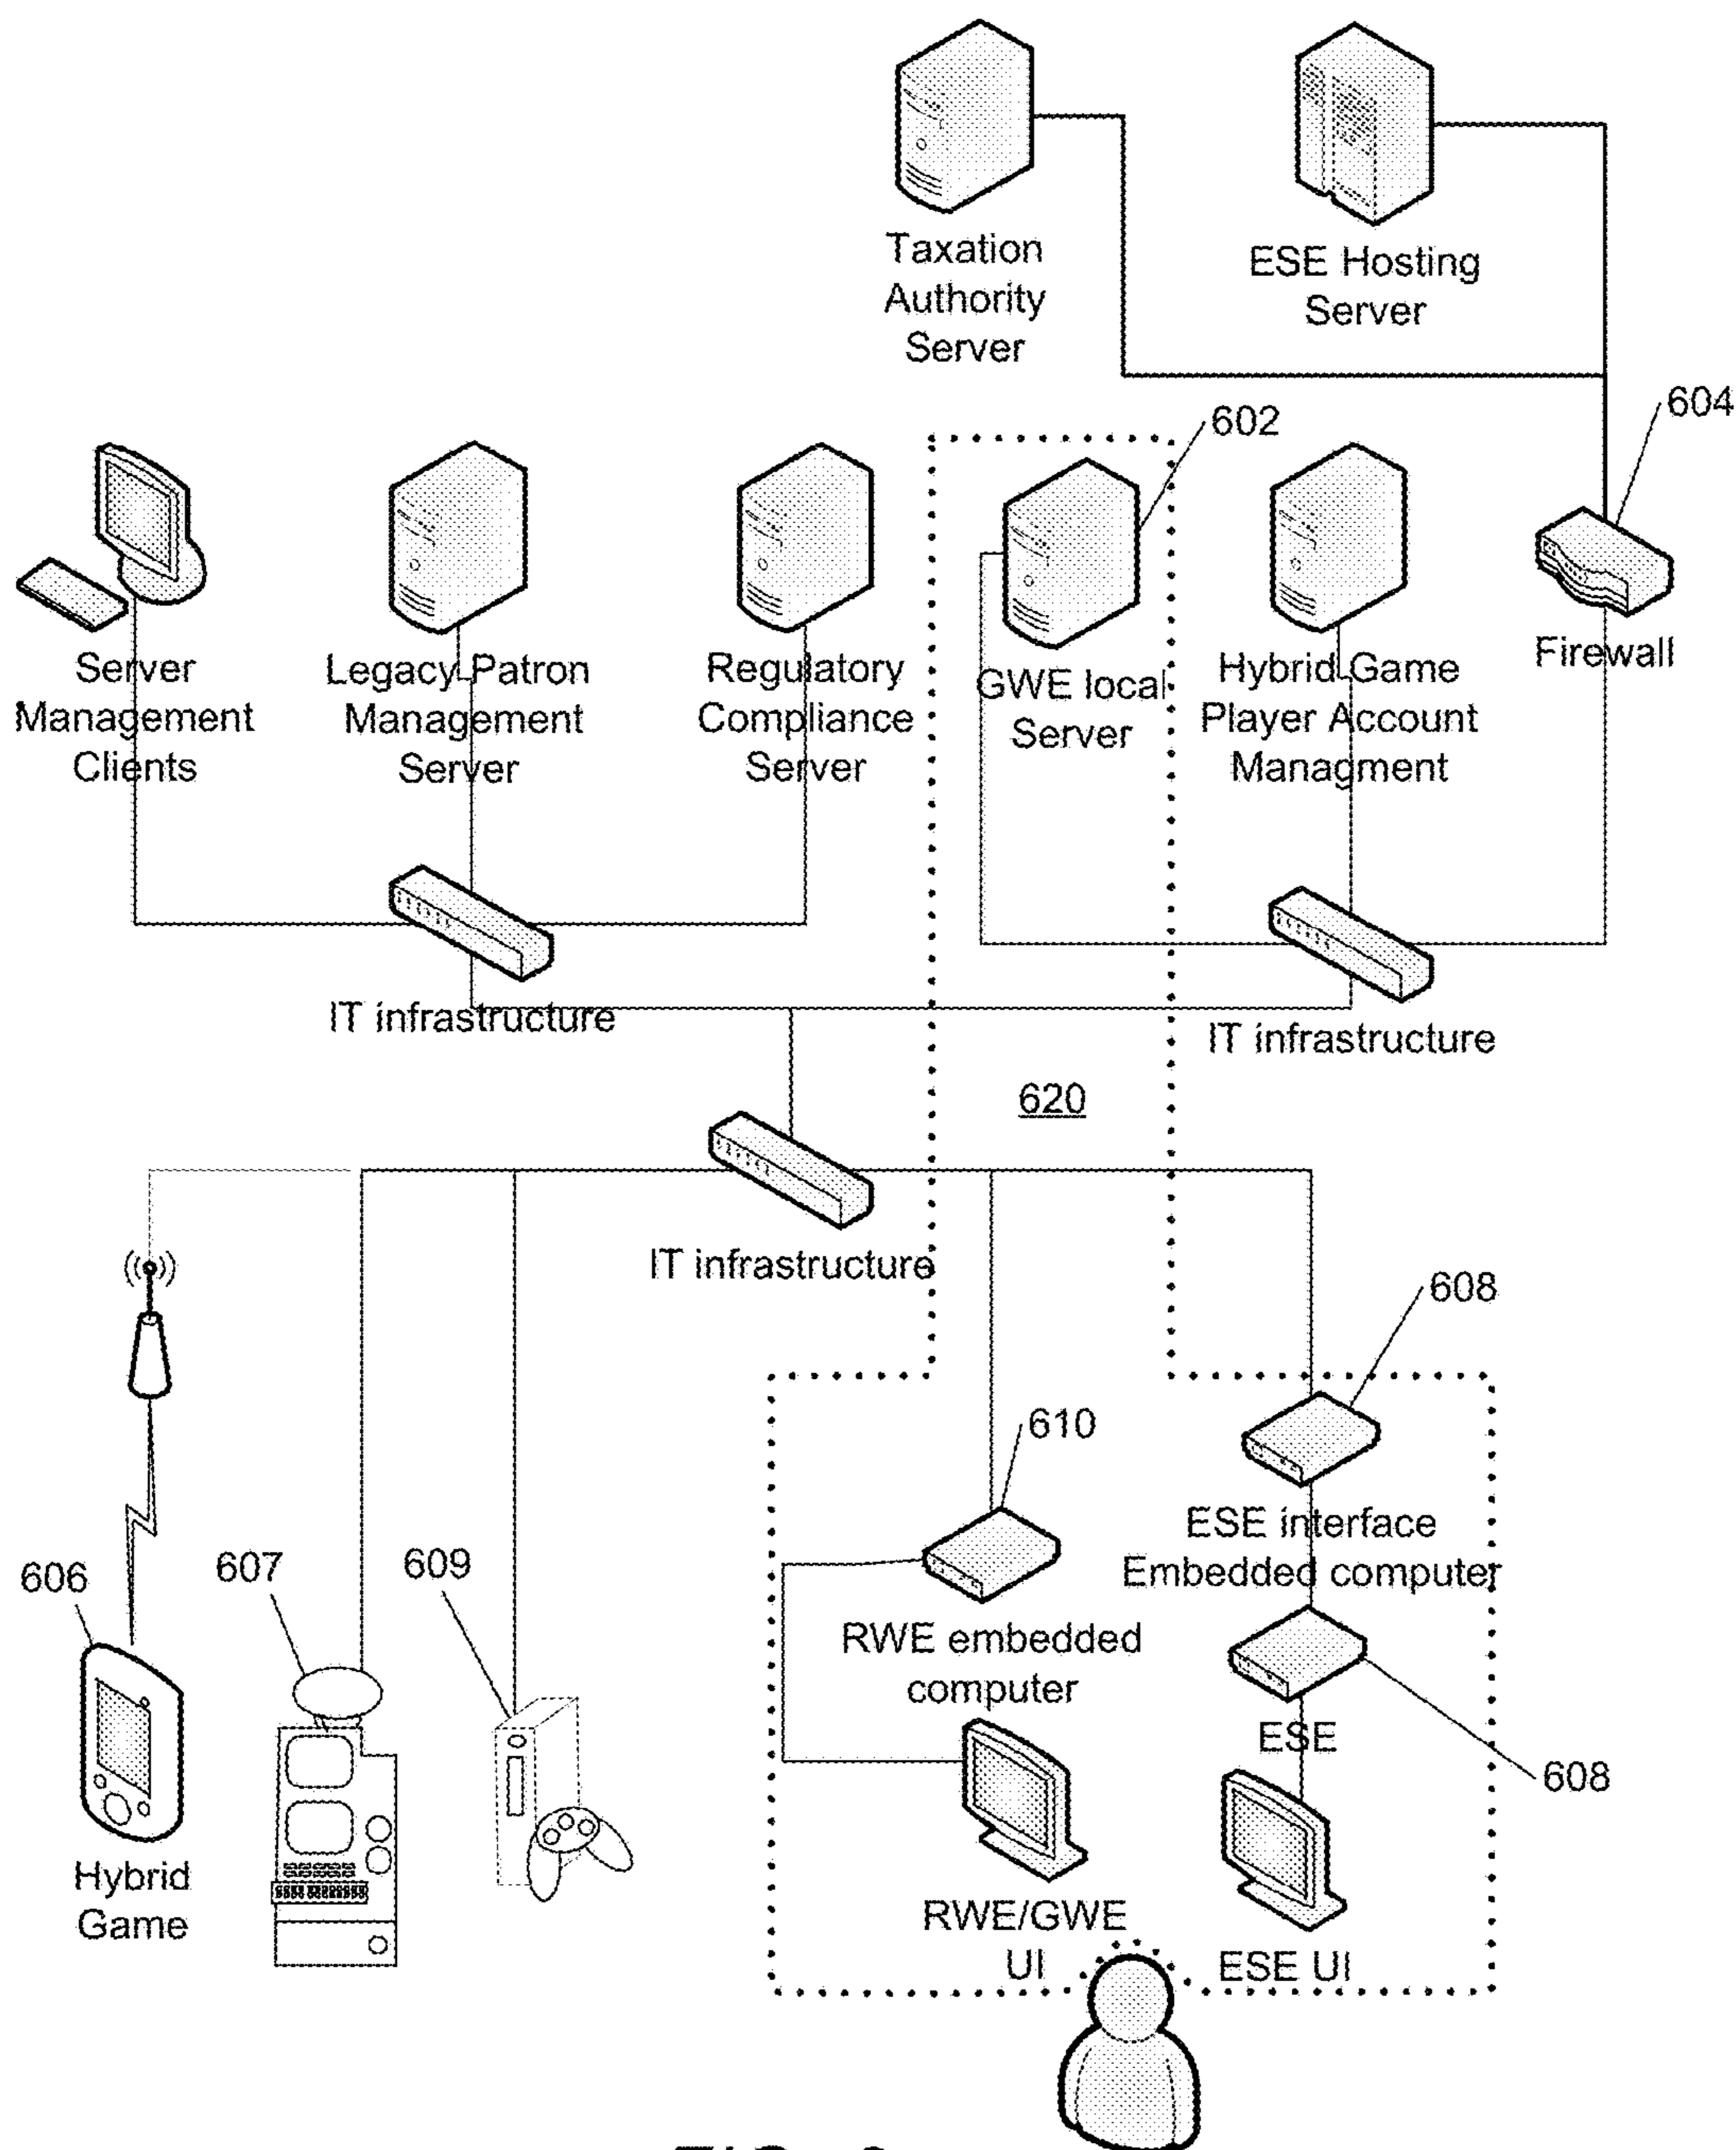 Taxation
Authority
Server
ESE Hosting
Server
602
604
Server
Management
Clients
Legacy Patron
Management
Server
Regulatory
Compliance
Server
GWE local
Server
Hybrid Game
Player Account
Managment
Firewall
IT infrastructure
IT infrastructure
620
IT infrastructure
608
610
ESE interface
Embedded computer
606
607
609
RWE embedded
computer
ESE
608
Hybrid
Game
RWE/GWE
UI
ESE UI